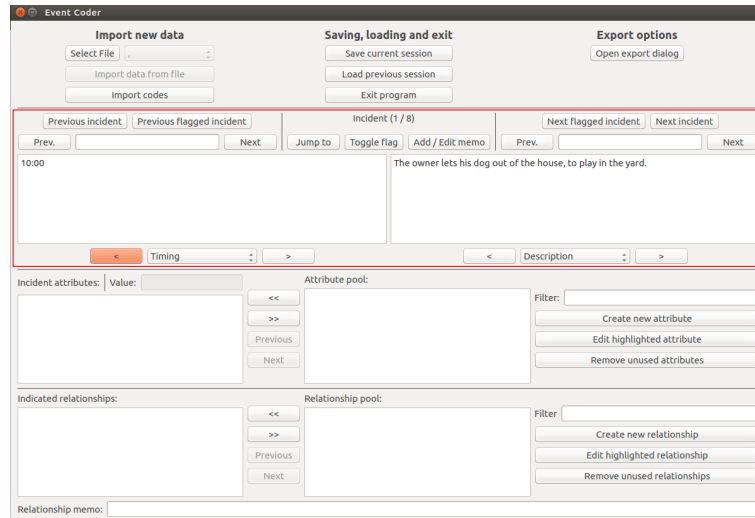 Event Coder
Import new data
Saving, loading and exit
Export options
Select File
,
Save current session
Open export dialog
Import data from file
Load previous session
Import codes
Exit program
Previous incident
Previous flagged incident
Incident (1 / 8)
Next flagged incident
Next incident
Prev.
Next
Jump to
Toggle flag
Add / Edit memo
Prev.
Next
10:00
The owner lets his dog out of the house, to play in the yard.
<
Timing
>
<
Description
>
Incident attributes:
Value:
Attribute pool:
<<
Filter:
>>
Create new attribute
Previous
Edit highlighted attribute
Next
Remove unused attributes
Indicated relationships:
Relationship pool:
<<
Filter
>>
Create new relationship
Previous
Edit highlighted relationship
Next
Remove unused relationships
Relationship memo: